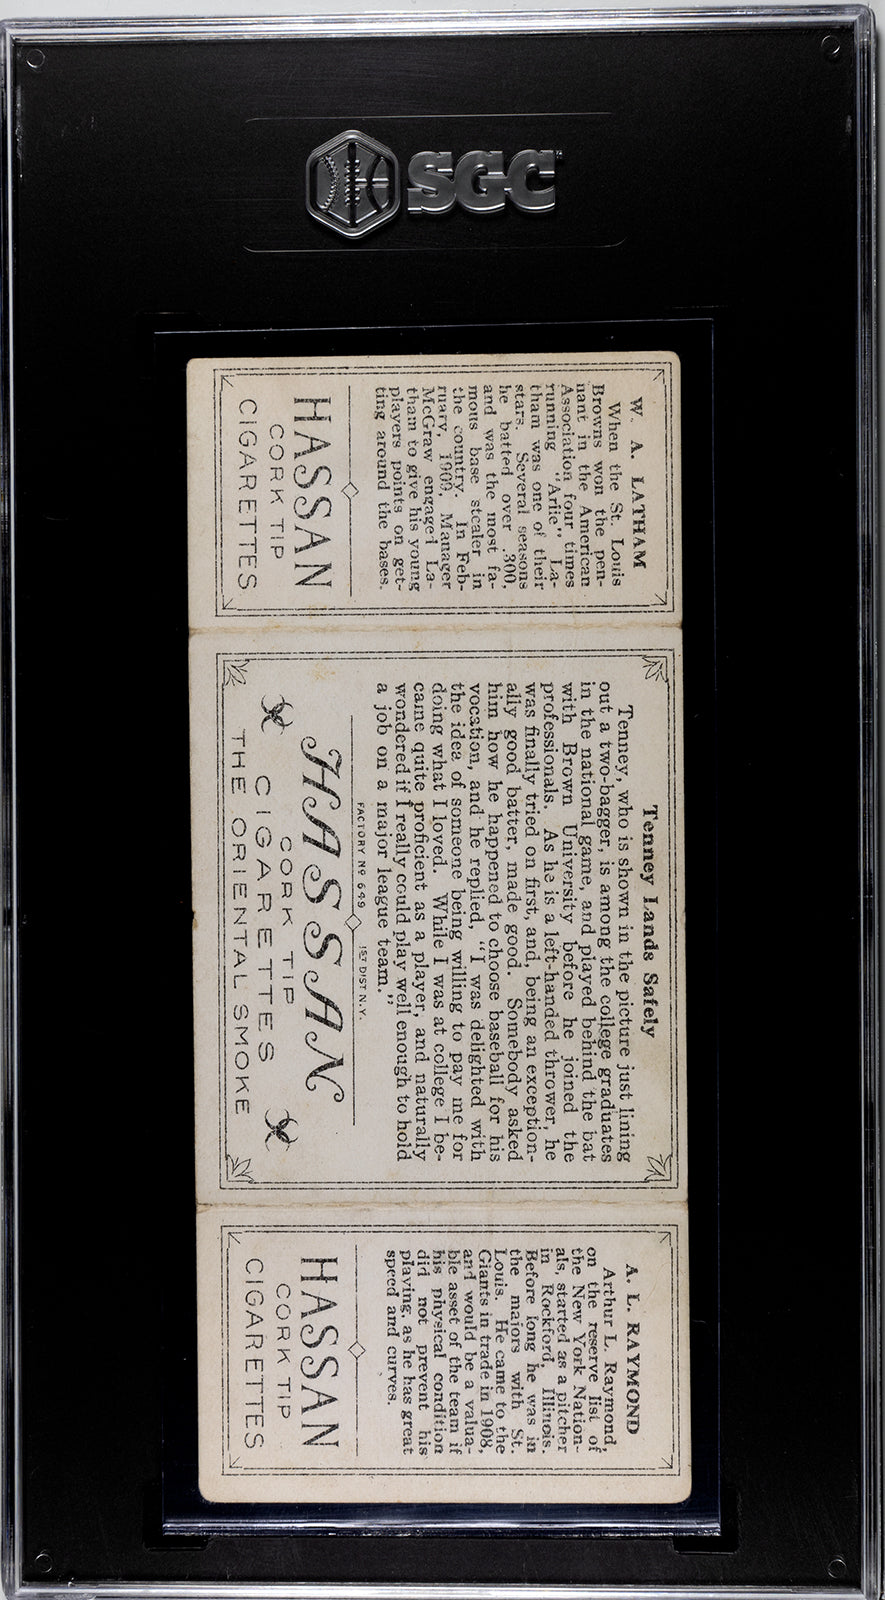 SGC
W. A. LATHAM
When the St. Louis
Browns won the pen-
nant in the American
Association four times
running "Arlie" La-
tham was one of their
stars. Several seasons
he batted over .300,
and was the most fa-
mous base stealer in
the country. In Feb-
ruary, 1909, Manager
McGraw engaged La-
tham to give his young
players points on get-
ting around the bases.
HASSAN
CORK TIP
CIGARETTES
Tenney Lands Safely
Tenney, who is shown in the picture just lining
out a two-bagger, is among the college graduates
in the national game, and played behind the bat
with Brown University before he joined the
professionals. As he is a left-handed thrower, he
was finally tried on first, and, being an exception-
ally good batter, made good. Somebody asked
him how he happened to choose baseball for his
vocation, and he replied, "I was delighted with
the idea of someone being willing to pay me for
doing what I loved. While I was at college I be-
came quite proficient as a player, and naturally
wondered if I really could play well enough to hold
a job on a major league team."
FACTORY No 649 1ST DIST. N.Y.
HASSAN
CORK TIP
CIGARETTES
THE ORIENTAL SMOKE
A. L. RAYMOND
Arthur L. Raymond,
on the reserve list of
the New York Nation-
als, started as a pitcher
in Rockford, Illinois.
Before long he was in
the majors with St.
Louis. He came to the
Giants in trade in 1908,
and would be a valua-
ble asset of the team if
his physical condition
did not prevent his
playing, as he has great
speed and curves.
HASSAN
CORK TIP
CIGARETTES